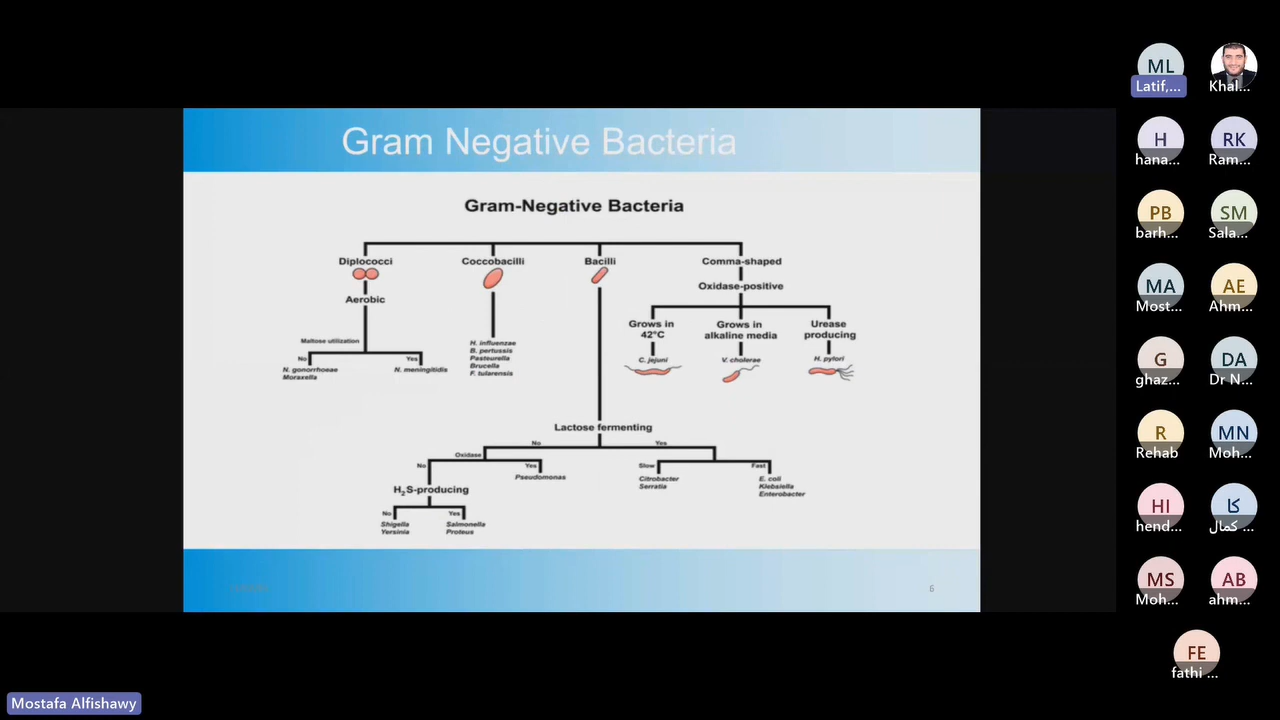 Gram Negative Bacteria
Gram-Negative Bacteria
Diplococci
Coccobacilli
Bacilli
Comma-shaped
Oxidase-positive
Aerobic
Grows in
42°C
Grows in
alkaline media
Urease
producing
Maltose utilization
No
Yes
N. gonorrhoeae
Moraxella
N. meningitidis
H. influenzae
B. pertussis
Pasteurella
Brucella
F. tularensis
C. jejuni
V. cholerae
H. pylori
Lactose fermenting
No
Yes
Oxidase
No
Yes
Pseudomonas
Slow
Fast
Citrobacter
Serratia
E. coli
Klebsiella
Enterobacter
H₂S-producing
No
Yes
Shigella
Yersinia
Salmonella
Proteus
6
ML
Latif,...
Khal...
H
hana...
RK
Ram...
PB
barh...
SM
Sala...
MA
Most...
AE
Ahm...
G
ghaz...
DA
Dr N...
R
Rehab
MN
Moh...
HI
hend...
كا
كمال ...
MS
Moh...
AB
ahm...
FE
fathi ...
Mostafa Alfishawy